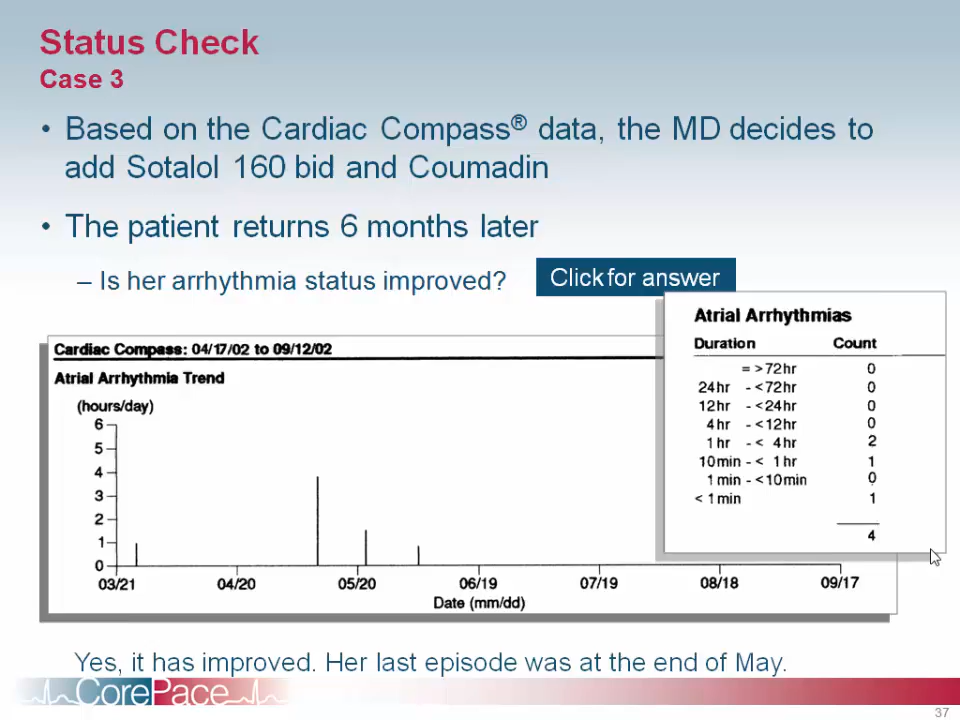 Status Check
Case 3
• Based on the Cardiac Compass® data, the MD decides to
add Sotalol 160 bid and Coumadin
• The patient returns 6 months later
– Is her arrhythmia status improved?
Click for answer
Atrial Arrhythmias
Duration Count
= >72hr 0
24hr - <72hr 0
12hr - <24hr 0
4hr - <12hr 0
1hr - < 4hr 2
10min - < 1hr 1
1min - <10min 0
< 1min 1
4
Cardiac Compass: 04/17/02 to 09/12/02
Atrial Arrhythmia Trend
(hours/day)
6
5
4
3
2
1
0
03/21 04/20 05/20 06/19 07/19 08/18 09/17
Date (mm/dd)
Yes, it has improved. Her last episode was at the end of May.
CorePace
37